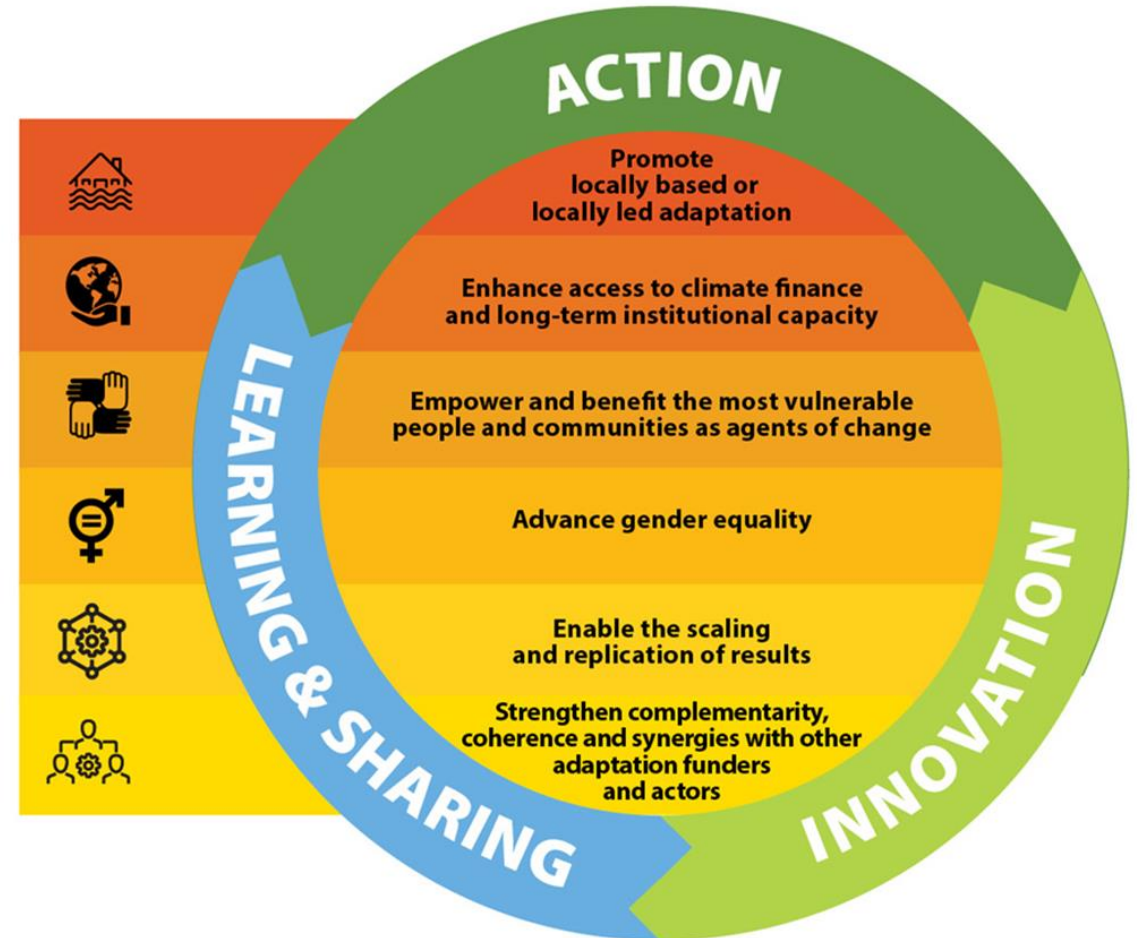 ACTION
Promote
locally based or
locally led adaptation
Enhance access to climate finance
and long-term institutional capacity
Empower and benefit the most vulnerable
people and communities as agents of change
Advance gender equality
Enable the scaling
and replication of results
Strengthen complementarity,
coherence and synergies with other
adaptation funders
and actors
INNOVATION
LEARNING & SHARING